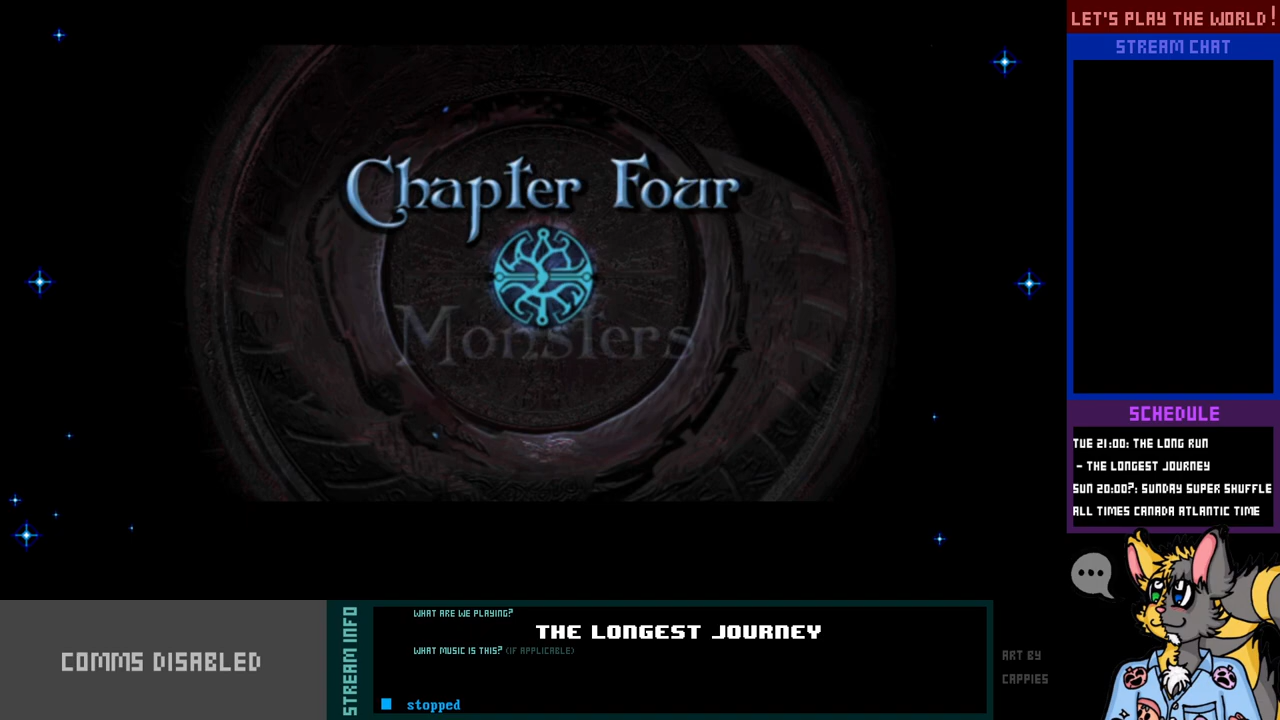 LET'S PLAY THE WORLD!
STREAM CHAT
Chapter Four
Monsters
SCHEDULE
TUE 21:00: THE LONG RUN
- THE LONGEST JOURNEY
SUN 20:00?: SUNDAY SUPER SHUFFLE
ALL TIMES CANADA ATLANTIC TIME
COMMS DISABLED
STREAM INFO
WHAT ARE WE PLAYING?
THE LONGEST JOURNEY
WHAT MUSIC IS THIS? (IF APPLICABLE)
stopped
ART BY
CAPPIES